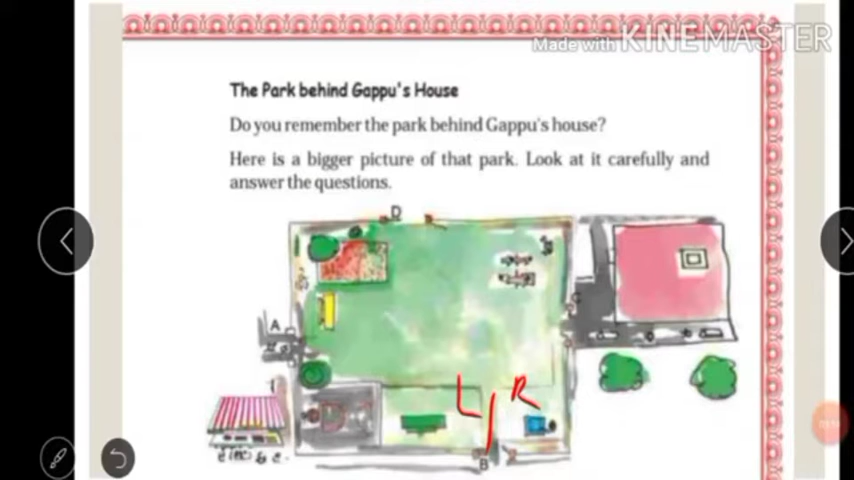 Made with KINEMASTER
The Park behind Gappu's House
Do you remember the park behind Gappu's house?
Here is a bigger picture of that park. Look at it carefully and
answer the questions.
D
C
A
L R
B